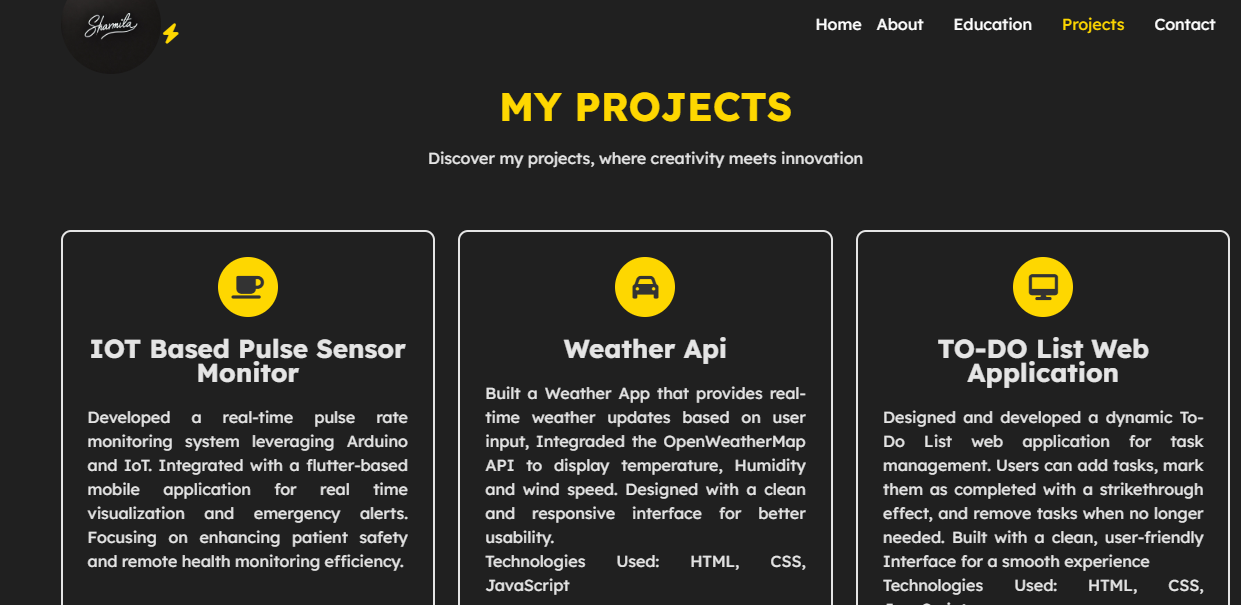 Sharmila
Home About Education Projects Contact
MY PROJECTS
Discover my projects, where creativity meets innovation
IOT Based Pulse Sensor
Monitor
Developed a real-time pulse rate
monitoring system leveraging Arduino
and IoT. Integrated with a flutter-based
mobile application for real time
visualization and emergency alerts.
Focusing on enhancing patient safety
and remote health monitoring efficiency.
Weather Api
Built a Weather App that provides real-
time weather updates based on user
input, Integraded the OpenWeatherMap
API to display temperature, Humidity
and wind speed. Designed with a clean
and responsive interface for better
usability.
Technologies Used: HTML, CSS,
JavaScript
TO-DO List Web
Application
Designed and developed a dynamic To-
Do List web application for task
management. Users can add tasks, mark
them as completed with a strikethrough
effect, and remove tasks when no longer
needed. Built with a clean, user-friendly
Interface for a smooth experience
Technologies Used: HTML, CSS,